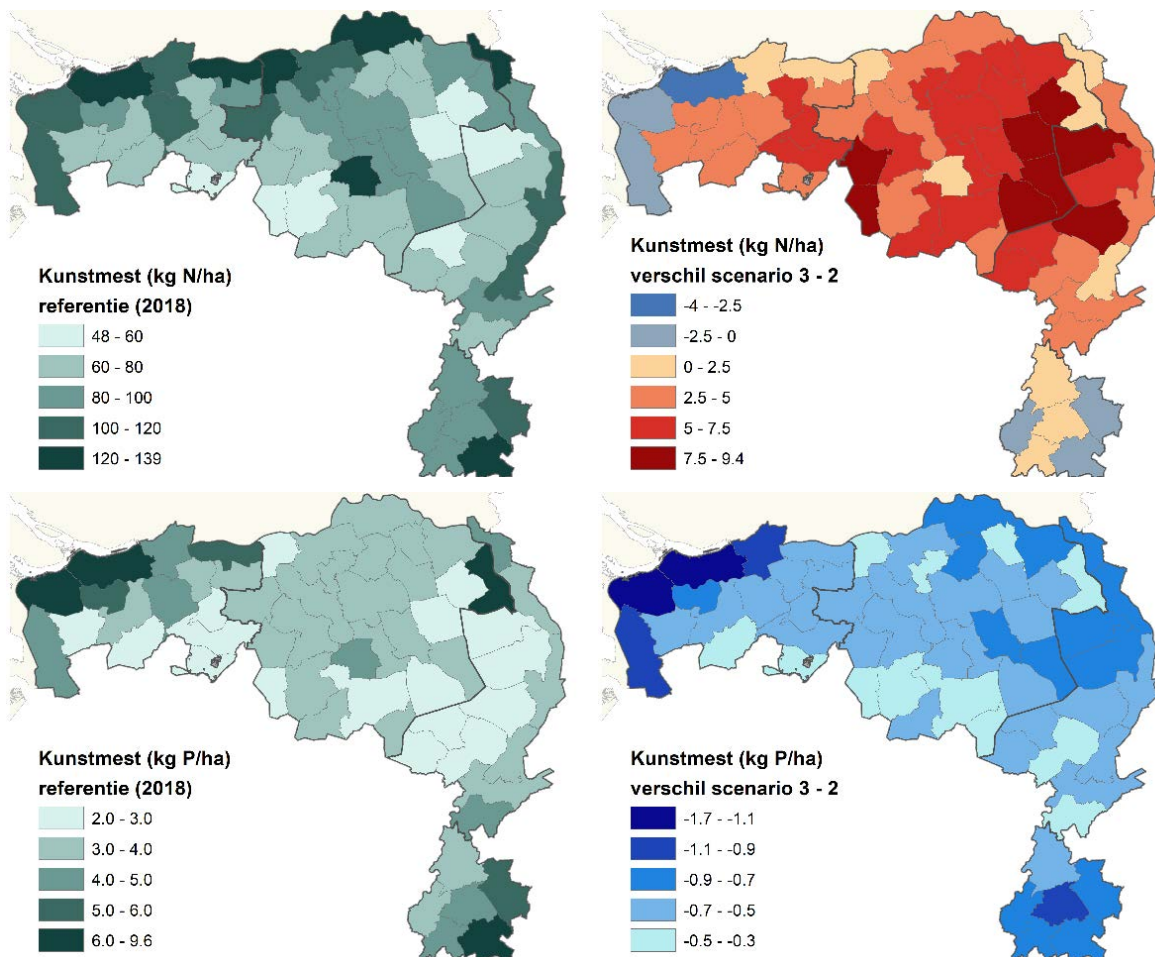 Kunstmest (kg N/ha)
referentie (2018)
48 - 60
60 - 80
80 - 100
100 - 120
120 - 139
Kunstmest (kg N/ha)
verschil scenario 3 - 2
-4 - -2.5
-2.5 - 0
0 - 2.5
2.5 - 5
5 - 7.5
7.5 - 9.4
Kunstmest (kg P/ha)
referentie (2018)
2.0 - 3.0
3.0 - 4.0
4.0 - 5.0
5.0 - 6.0
6.0 - 9.6
Kunstmest (kg P/ha)
verschil scenario 3 - 2
-1.7 - -1.1
-1.1 - -0.9
-0.9 - -0.7
-0.7 - -0.5
-0.5 - -0.3